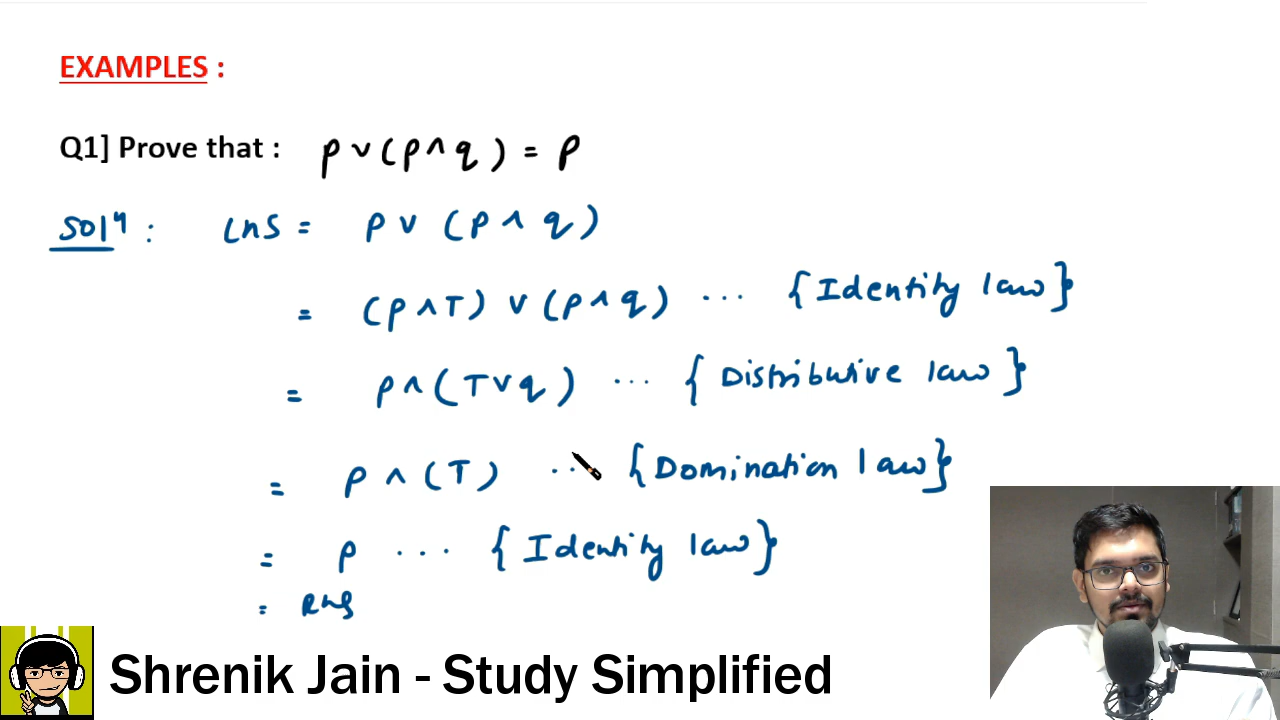 EXAMPLES :
Q1] Prove that : p ∨ (p ∧ q) = p
Solⁿ : LHS = p ∨ (p ∧ q)
= (p ∧ T) ∨ (p ∧ q) ... {Identity law}
= p ∧ (T ∨ q) ... {Distributive law}
= p ∧ (T) ... {Domination law}
= p ... {Identity law}
= RHS
Shrenik Jain - Study Simplified